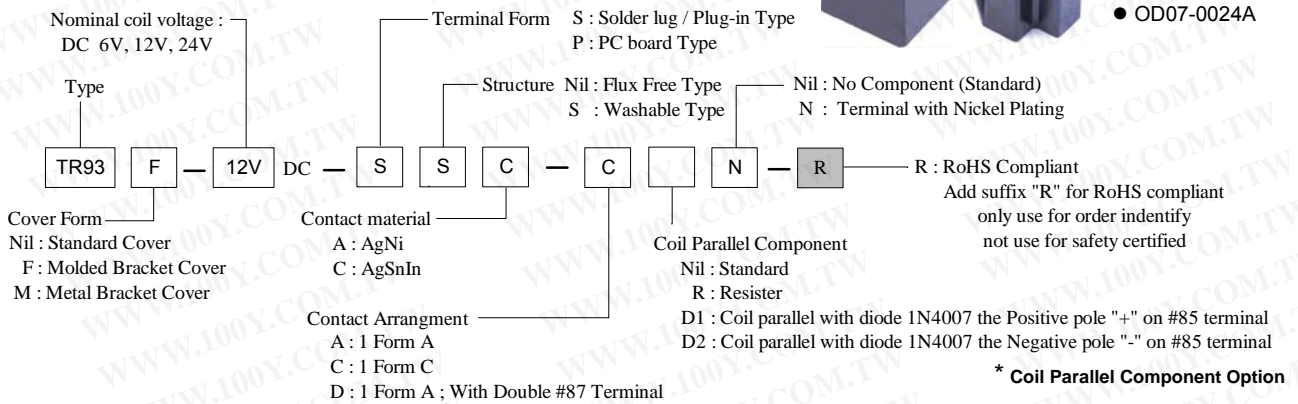 ● OD07-0024A
Nominal coil voltage :
DC 6V, 12V, 24V
Terminal Form S : Solder lug / Plug-in Type
P : PC board Type
Type
Structure Nil : Flux Free Type
S : Washable Type
Nil : No Component (Standard)
N : Terminal with Nickel Plating
TR93 F — 12V DC — S S C — C N — R
R : RoHS Compliant
Add suffix "R" for RoHS compliant
only use for order indentify
not use for safety certified
Cover Form
Nil : Standard Cover
F : Molded Bracket Cover
M : Metal Bracket Cover
Contact material
A : AgNi
C : AgSnIn
Contact Arrangment
A : 1 Form A
C : 1 Form C
D : 1 Form A ; With Double #87 Terminal
Coil Parallel Component
Nil : Standard
R : Resister
D1 : Coil parallel with diode 1N4007 the Positive pole "+" on #85 terminal
D2 : Coil parallel with diode 1N4007 the Negative pole "-" on #85 terminal
* Coil Parallel Component Option
WWW.100Y.COM.TW